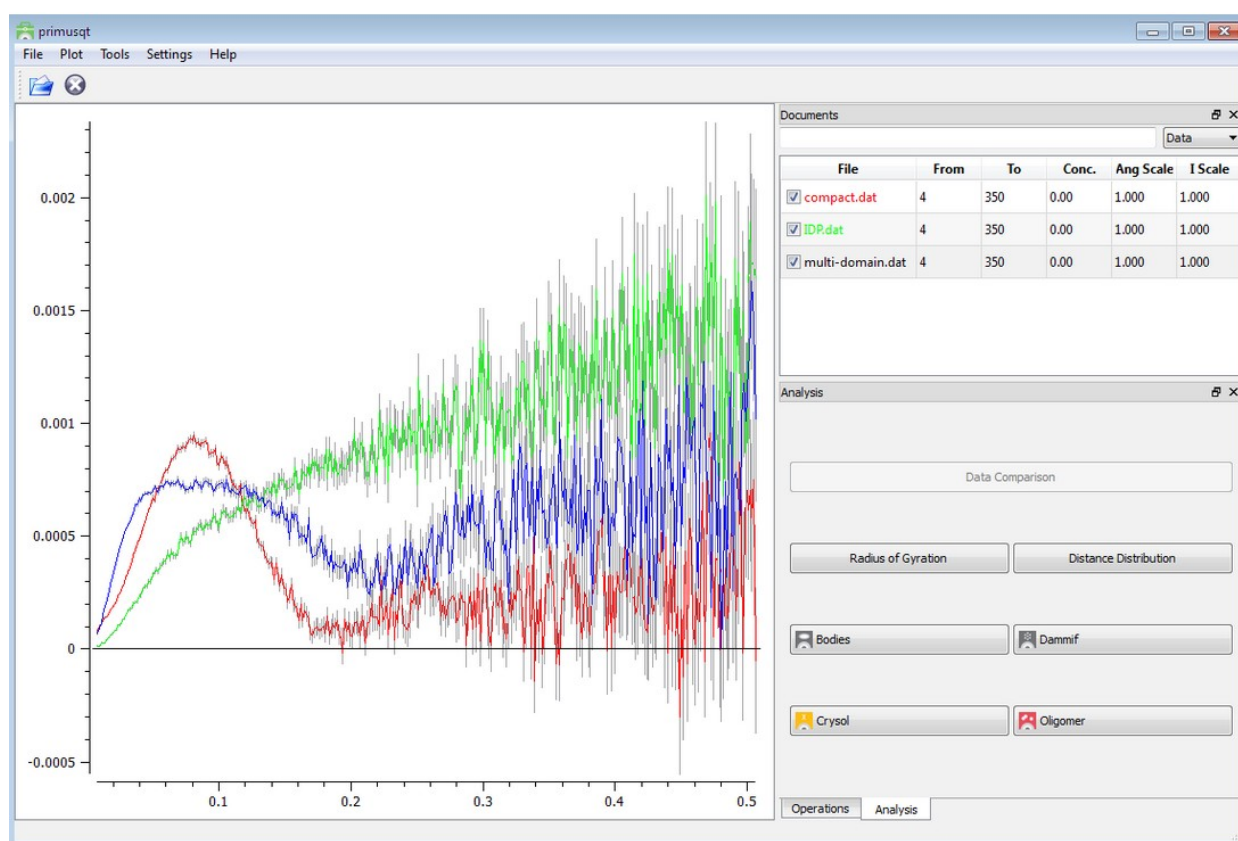 primusqt
File Plot Tools Settings Help
Documents
Data
File From To Conc. Ang Scale I Scale
compact.dat 4 350 0.00 1.000 1.000
IDP.dat 4 350 0.00 1.000 1.000
multi-domain.dat 4 350 0.00 1.000 1.000
0.002
0.0015
0.001
0.0005
0
-0.0005
0.1 0.2 0.3 0.4 0.5
Analysis
Data Comparison
Radius of Gyration Distance Distribution
Bodies Dammif
Crysol Oligomer
Operations Analysis